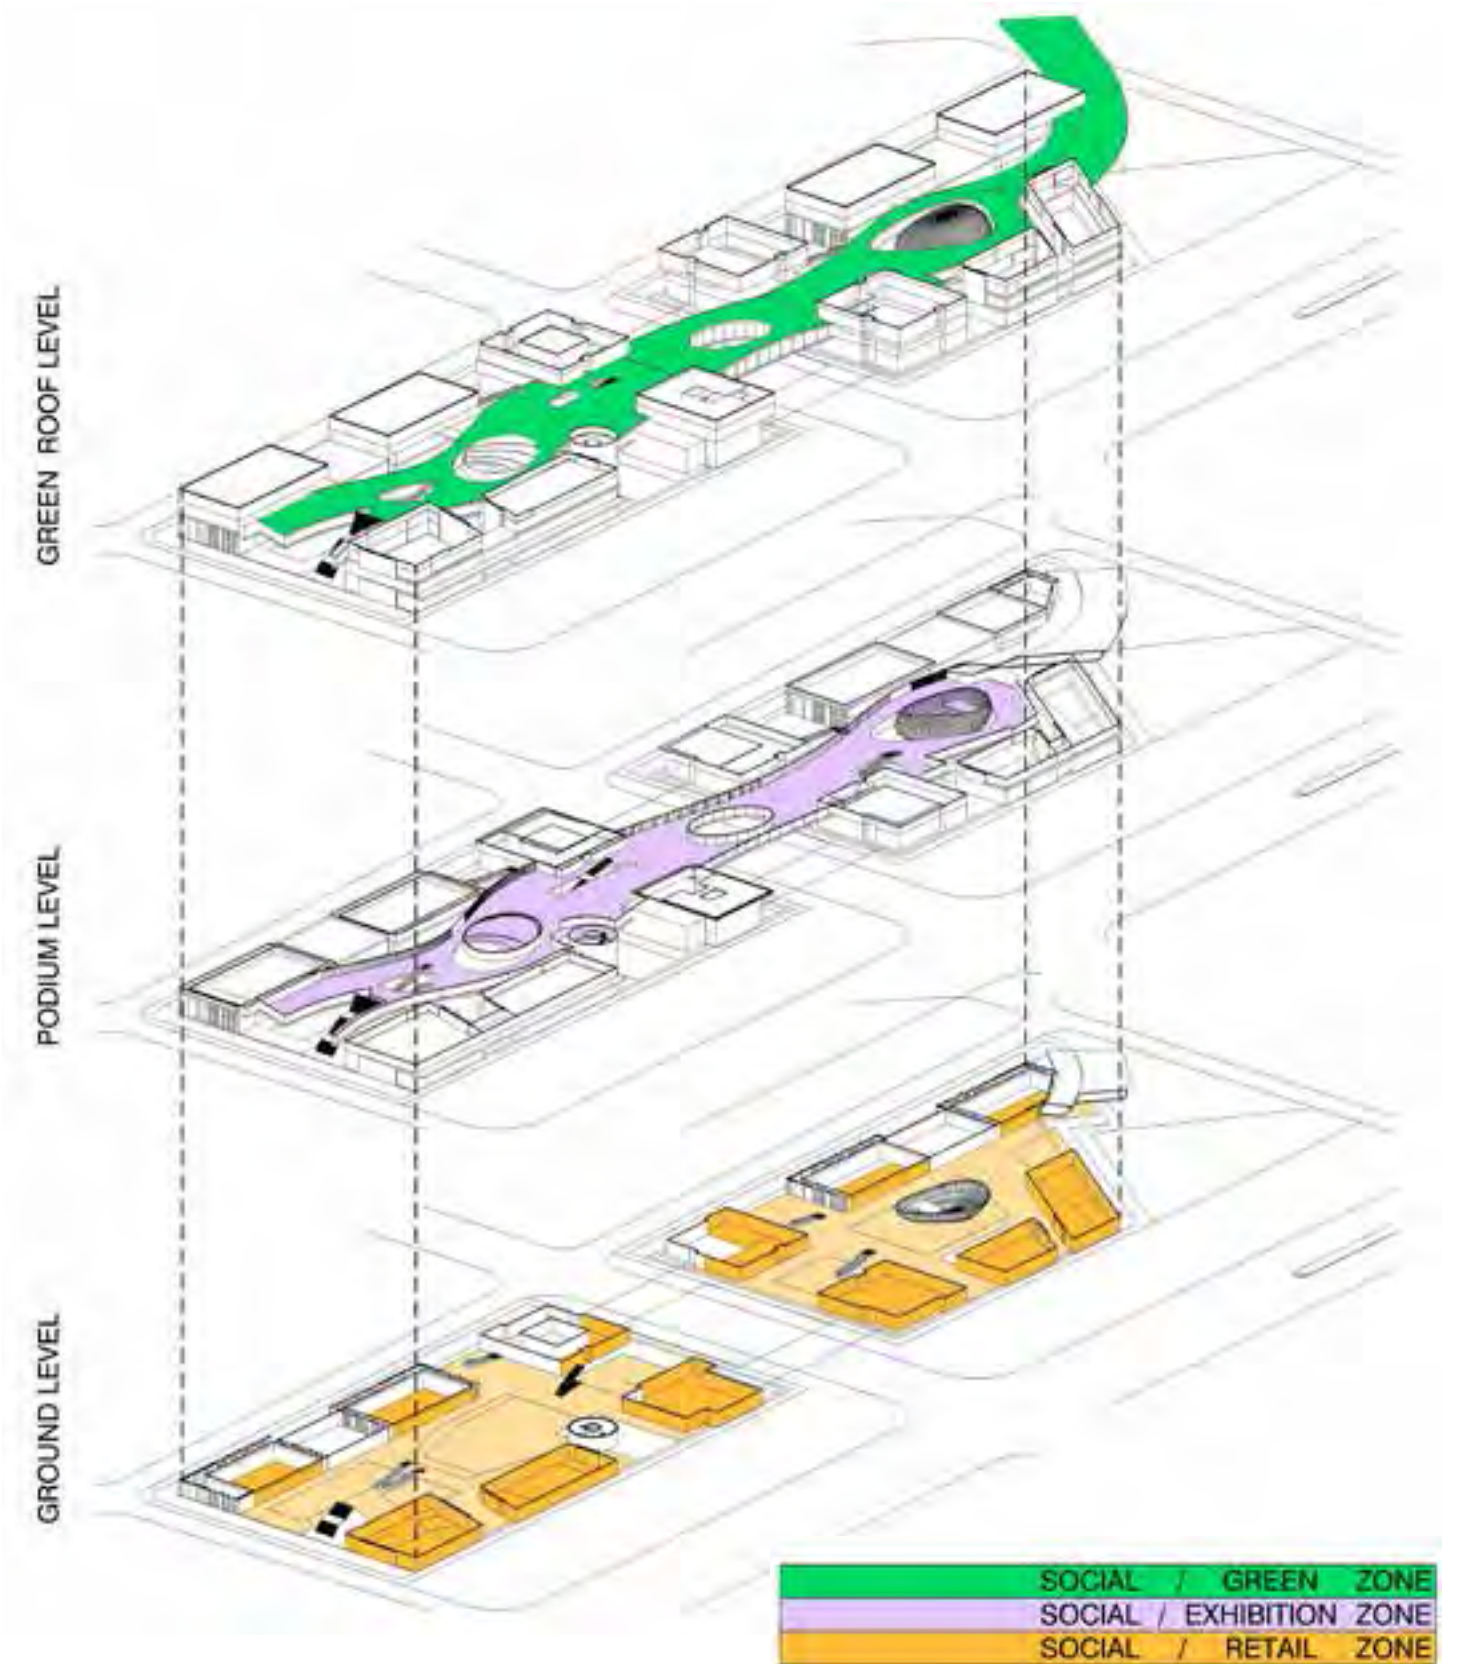 GREEN ROOF LEVEL
PODIUM LEVEL
GROUND LEVEL
SOCIAL / GREEN ZONE
SOCIAL / EXHIBITION ZONE
SOCIAL / RETAIL ZONE